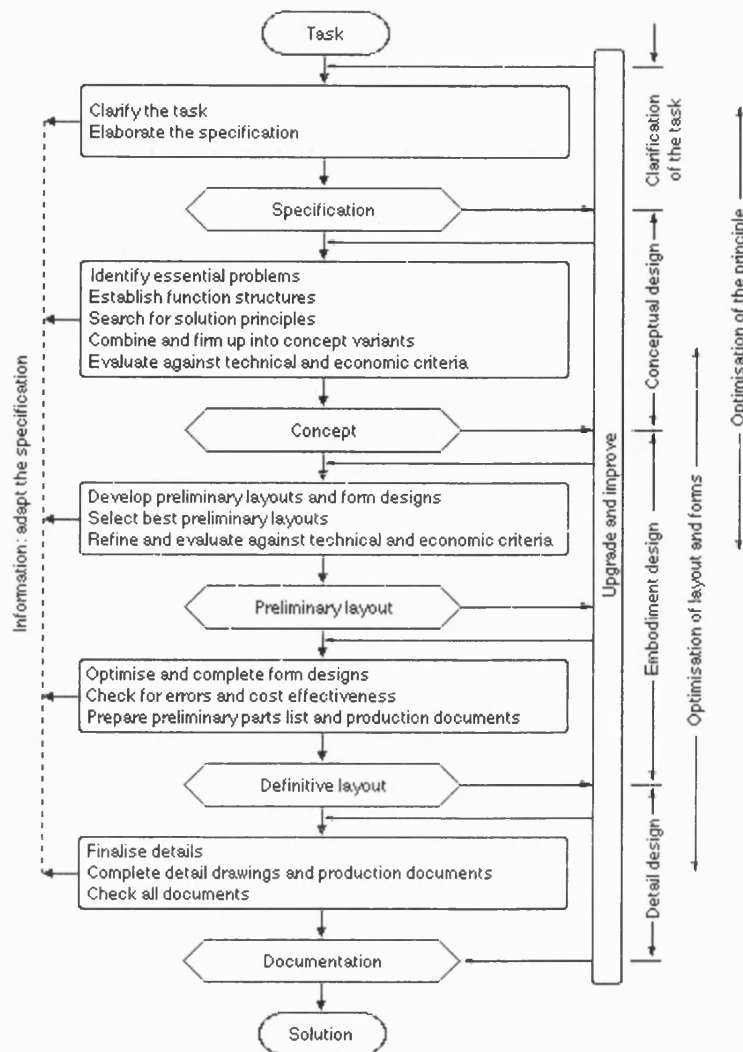 Task
Clarify the task
Elaborate the specification
Specification
Identify essential problems
Establish function structures
Search for solution principles
Combine and firm up into concept variants
Evaluate against technical and economic criteria
Concept
Develop preliminary layouts and form designs
Select best preliminary layouts
Refine and evaluate against technical and economic criteria
Preliminary layout
Optimise and complete form designs
Check for errors and cost effectiveness
Prepare preliminary parts list and production documents
Definitive layout
Finalise details
Complete detail drawings and production documents
Check all documents
Documentation
Solution
Information: adapt the specification
Upgrade and improve
Clarification
of the task
Conceptual design
Embodiment design
Detail design
Optimisation of layout and forms
Optimisation of the principle